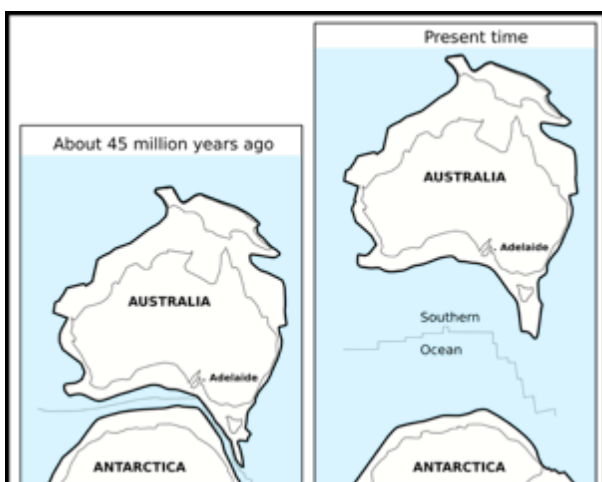 Present time
AUSTRALIA
Adelaide
Southern
Ocean
ANTARCTICA
About 45 million years ago
AUSTRALIA
Adelaide
ANTARCTICA